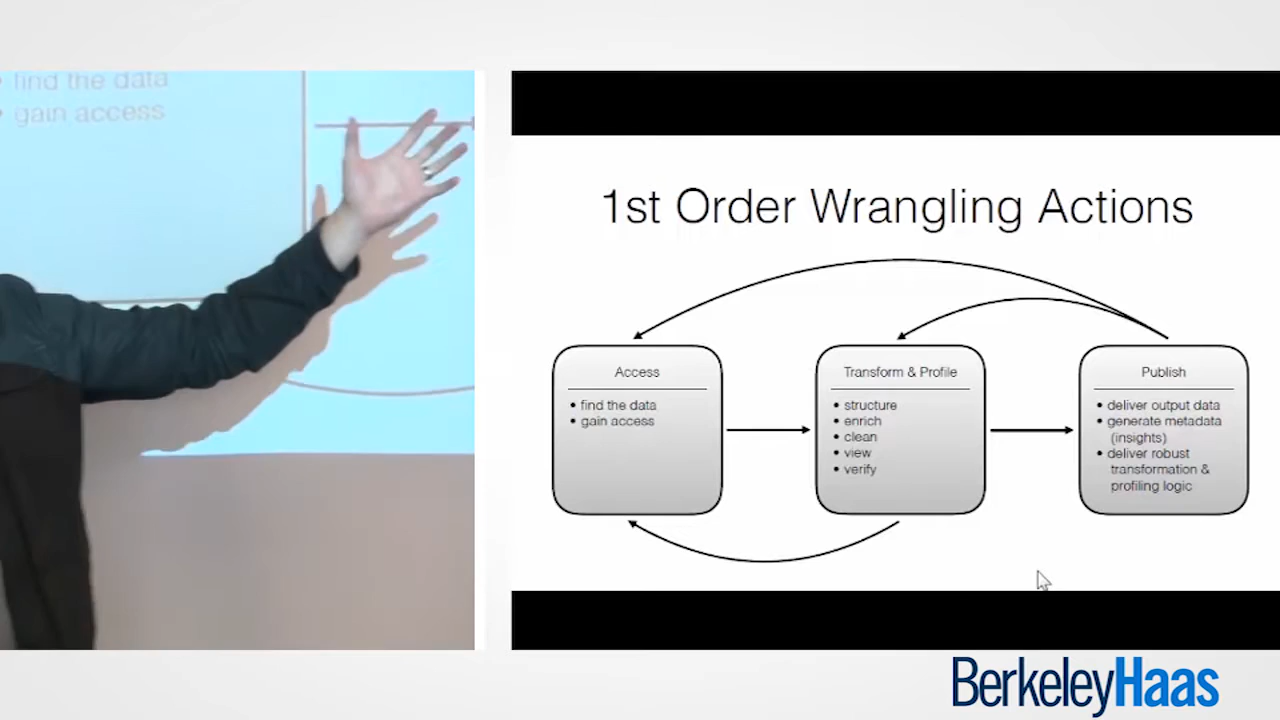 find the data
gain access
1st Order Wrangling Actions
Access
• find the data
• gain access
Transform & Profile
• structure
• enrich
• clean
• view
• verify
Publish
• deliver output data
• generate metadata
(insights)
• deliver robust
transformation &
profiling logic
BerkeleyHaas